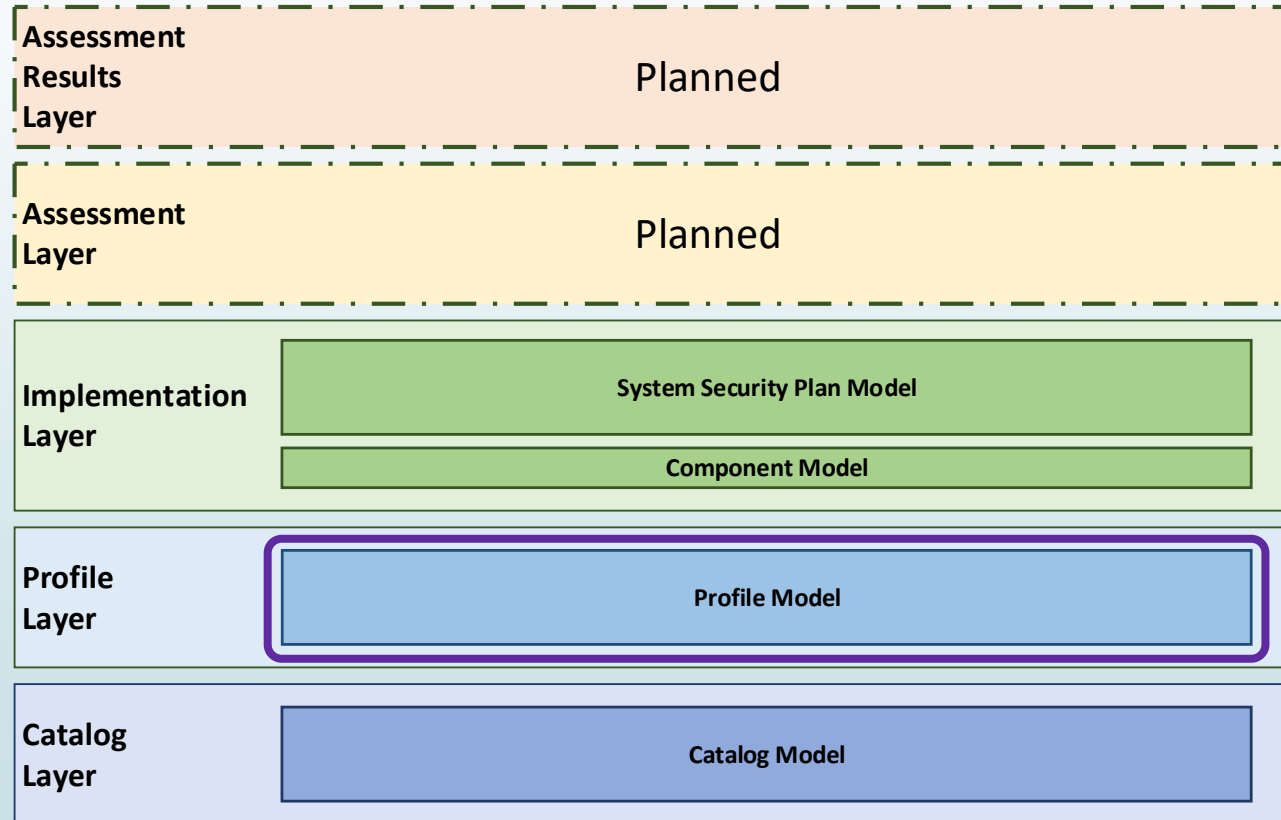 Assessment
Results
Layer
Planned
Assessment
Layer
Planned
Implementation
Layer
System Security Plan Model
Component Model
Profile
Layer
Profile Model
Catalog
Layer
Catalog Model